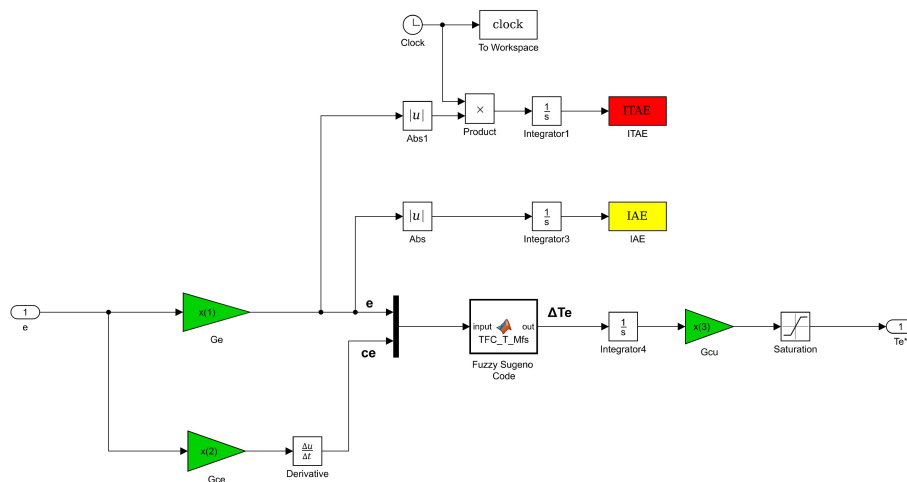 clock
Clock
To Workspace
|u|
Abs1
×
Product
1
s
Integrator1
ITAE
ITAE
|u|
Abs
1
s
Integrator3
IAE
IAE
1
e
x(1)
Ge
e
ce
input
out
TFC_T_Mfs
Fuzzy Sugeno
Code
ΔTe
1
s
Integrator4
x(3)
Gcu
Saturation
1
Te*
x(2)
Gce
Δu
Δt
Derivative